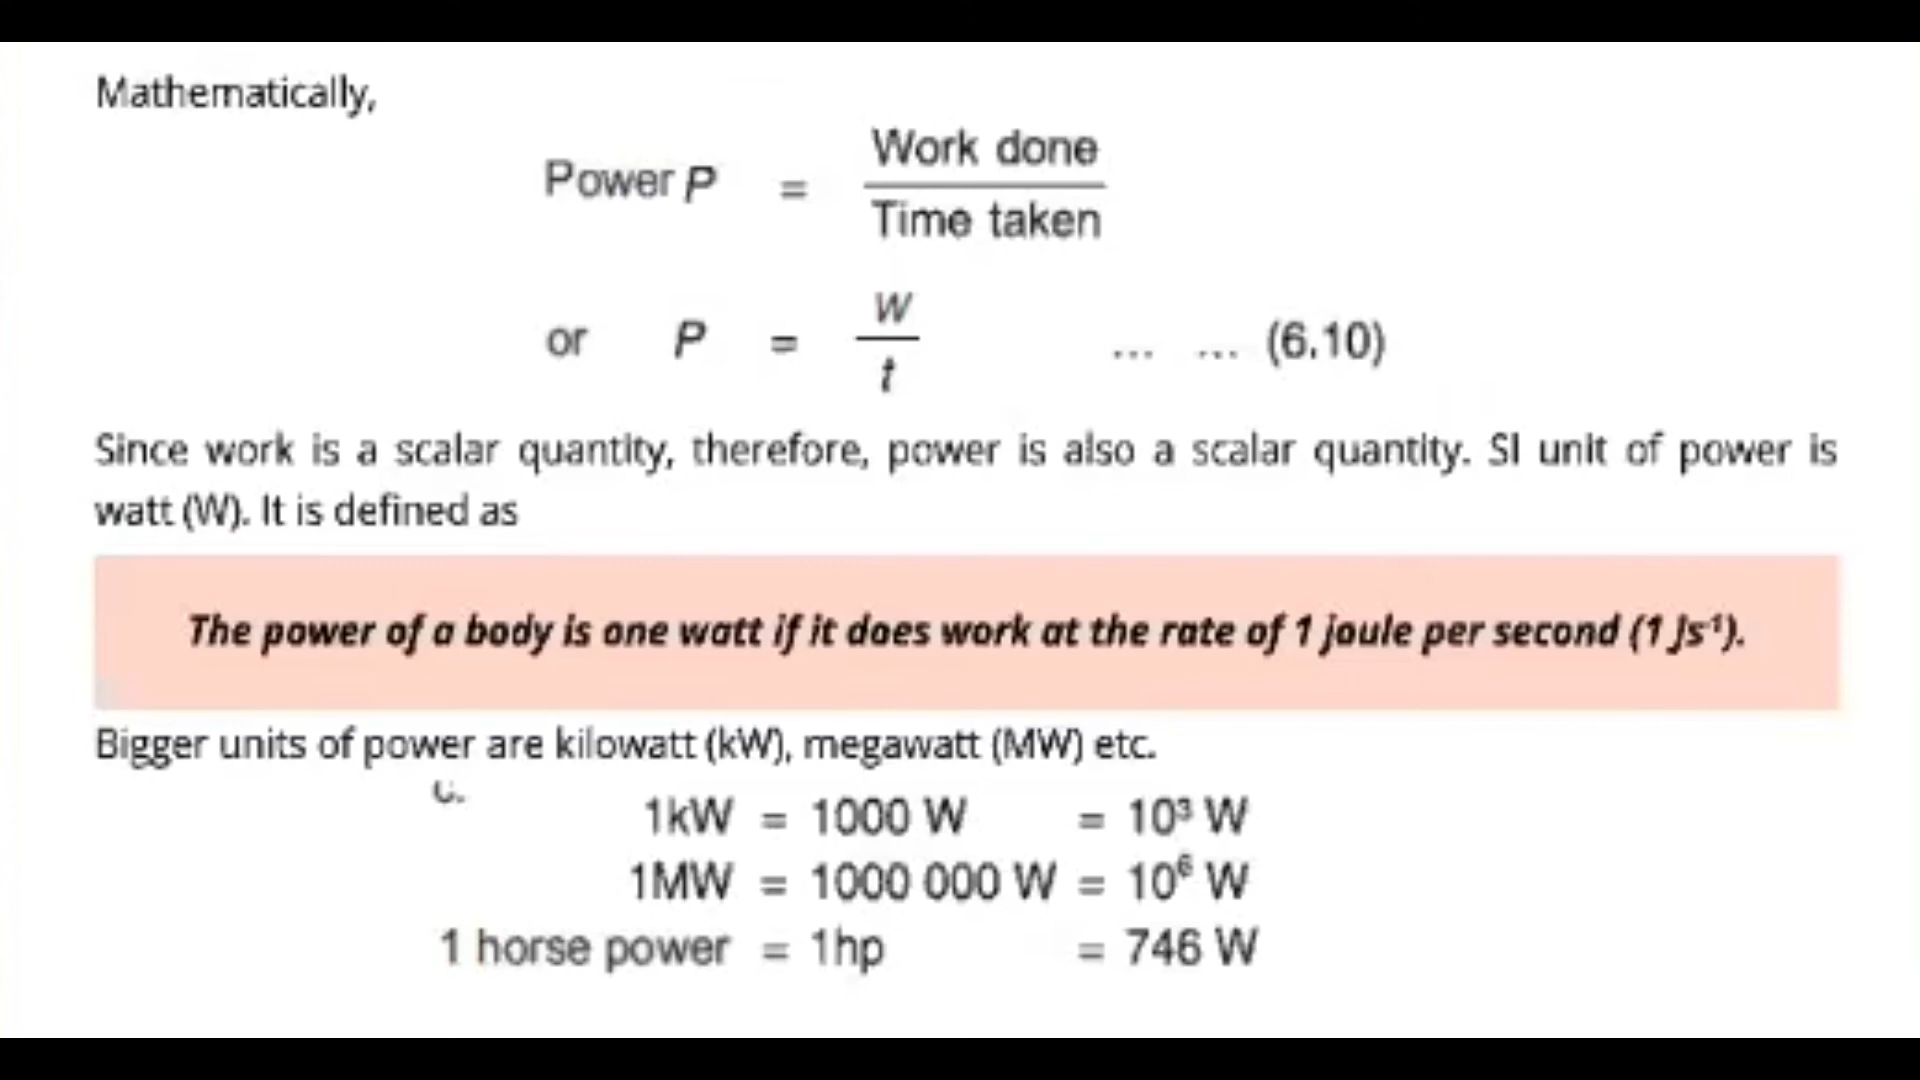 Mathematically,
Power P = Work done / Time taken
or P = W / t ... ... (6.10)
Since work is a scalar quantity, therefore, power is also a scalar quantity. SI unit of power is
watt (W). It is defined as
The power of a body is one watt if it does work at the rate of 1 joule per second (1 Js⁻¹).
Bigger units of power are kilowatt (kW), megawatt (MW) etc.
1kW = 1000 W = 10³ W
1MW = 1000 000 W = 10⁶ W
1 horse power = 1hp = 746 W